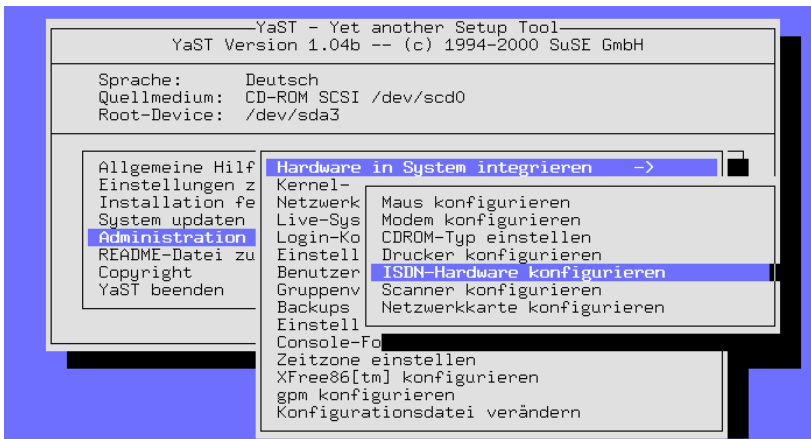 YaST - Yet another Setup Tool
YaST Version 1.04b -- (c) 1994-2000 SuSE GmbH
Sprache: Deutsch
Quellmedium: CD-ROM SCSI /dev/scd0
Root-Device: /dev/sda3
Allgemeine Hilf
Einstellungen z
Installation fe
System updaten
Administration
README-Datei zu
Copyright
YaST beenden
Hardware in System integrieren ->
Kernel-
Netzwerk
Live-Sys
Login-Ko
Einstell
Benutzer
Gruppenv
Backups
Einstell
Console-Fo
Zeitzone einstellen
XFree86[tm] konfigurieren
gpm konfigurieren
Konfigurationsdatei verändern
Maus konfigurieren
Modem konfigurieren
CDROM-Typ einstellen
Drucker konfigurieren
ISDN-Hardware konfigurieren
Scanner konfigurieren
Netzwerkkarte konfigurieren